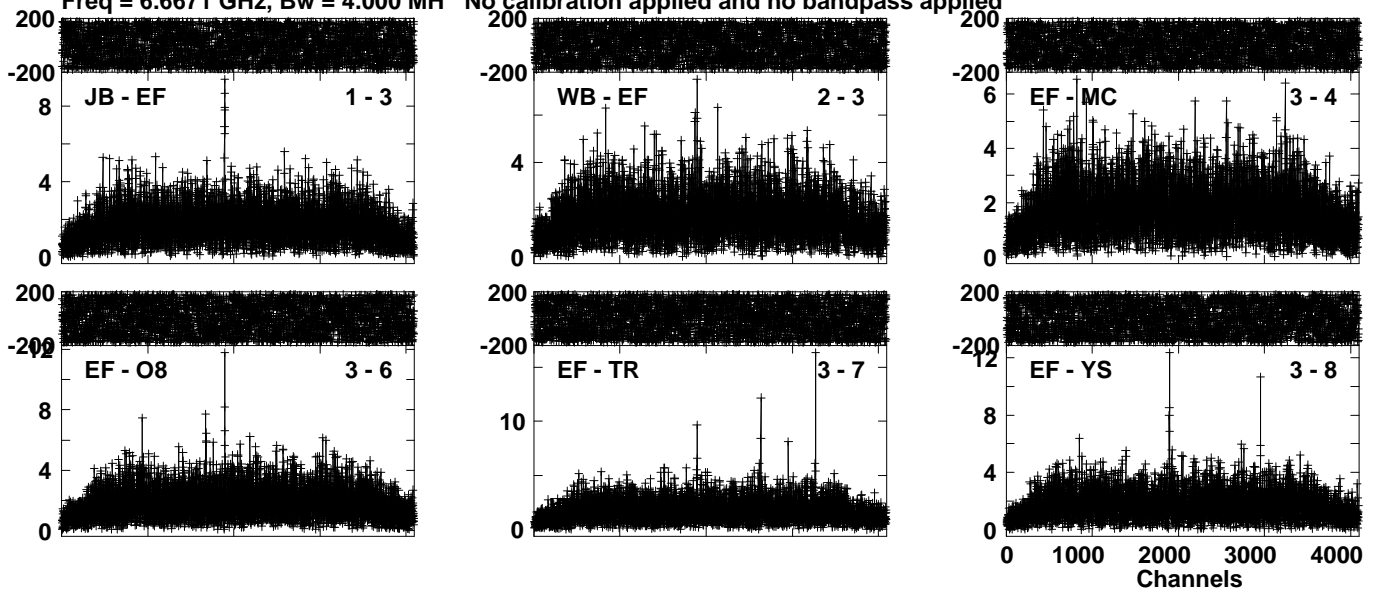 Freq = 6.6671 GHz, Bw = 4.000 MH No calibration applied and no bandpass applied
200 200 200
-200 -200 -200
JB - EF 1 - 3 WB - EF 2 - 3 EF - MC 3 - 4
8 6
4 4 4
2
0 0 0
200 200 200
-200 -200 -200
12 12
EF - O8 3 - 6 EF - TR 3 - 7 EF - YS 3 - 8
8 10 8
4 4
0 0 0
0 1000 2000 3000 4000
Channels